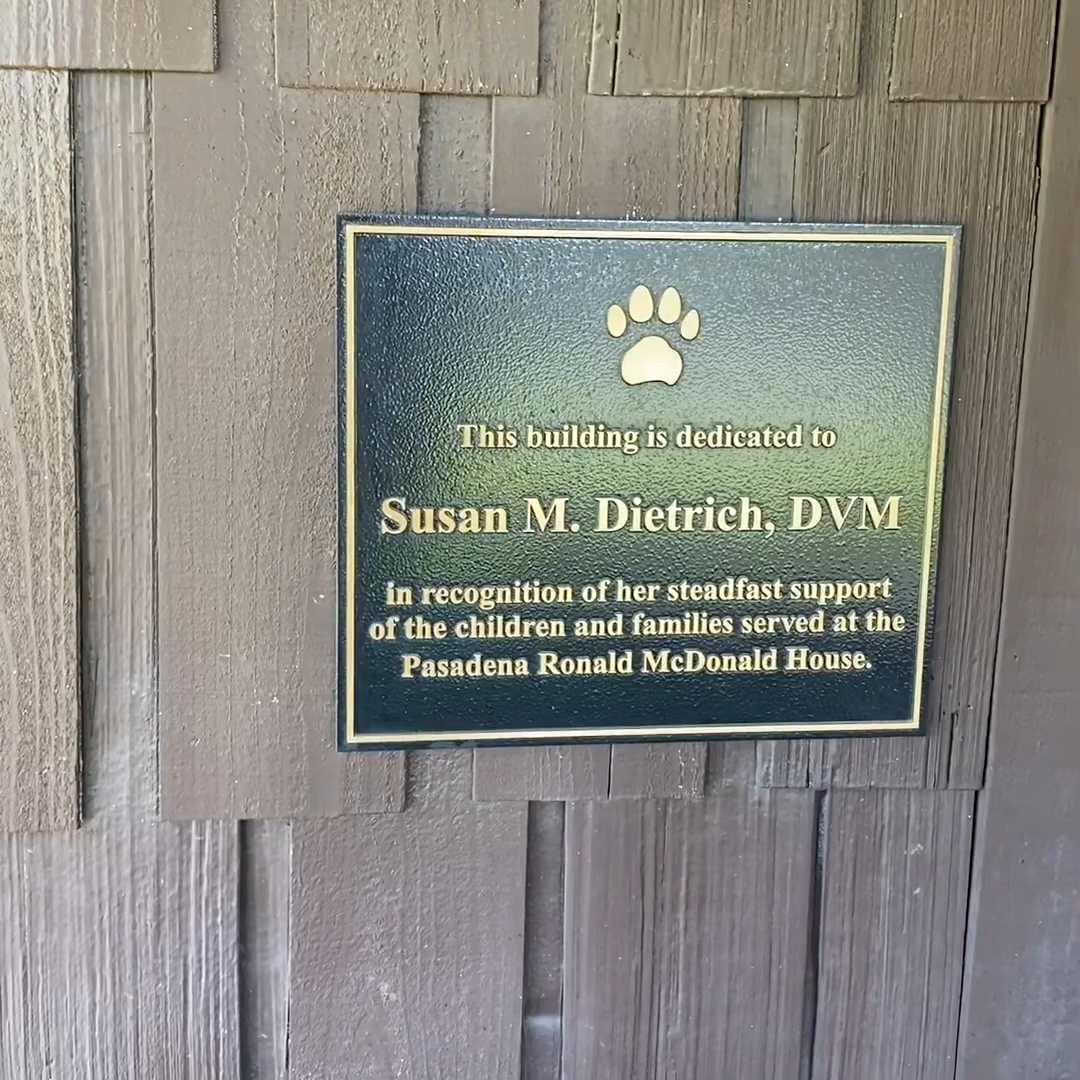 This building is dedicated to
Susan M. Dietrich, DVM
in recognition of her steadfast support
of the children and families served at the
Pasadena Ronald McDonald House.